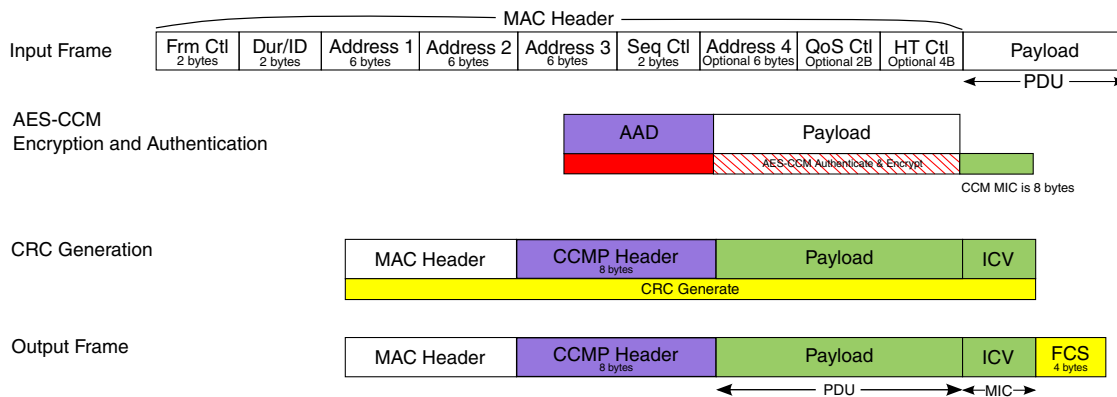 MAC Header
Input Frame
Frm Ctl
2 bytes
Dur/ID
2 bytes
Address 1
6 bytes
Address 2
6 bytes
Address 3
6 bytes
Seq Ctl
2 bytes
Address 4
Optional 6 bytes
QoS Ctl
Optional 2B
HT Ctl
Optional 4B
Payload
PDU
AES-CCM
Encryption and Authentication
AAD
Payload
AES-CCM Authenticate & Encrypt
CCM MIC is 8 bytes
CRC Generation
MAC Header
CCMP Header
8 bytes
Payload
ICV
CRC Generate
Output Frame
MAC Header
CCMP Header
8 bytes
Payload
ICV
FCS
4 bytes
PDU
MIC